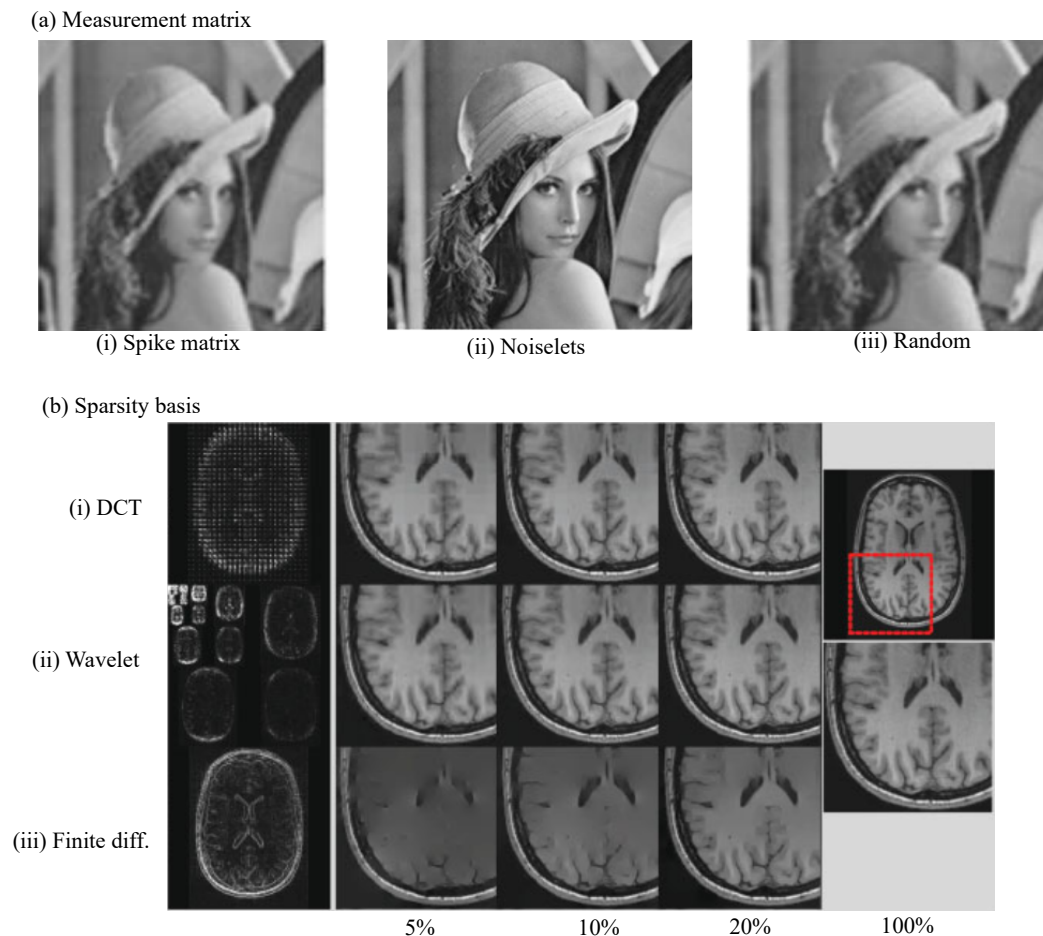 (a) Measurement matrix
(i) Spike matrix
(ii) Noiselets
(iii) Random
(b) Sparsity basis
(i) DCT
(ii) Wavelet
(iii) Finite diff.
5%
10%
20%
100%